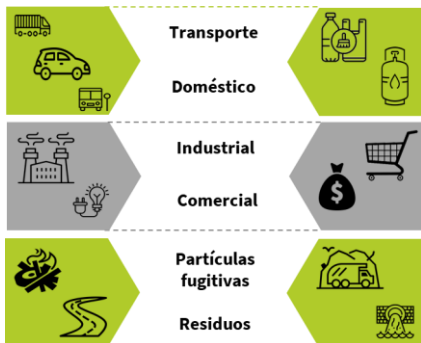 Transporte
Doméstico
Industrial
Comercial
$
Partículas
fugitivas
Residuos